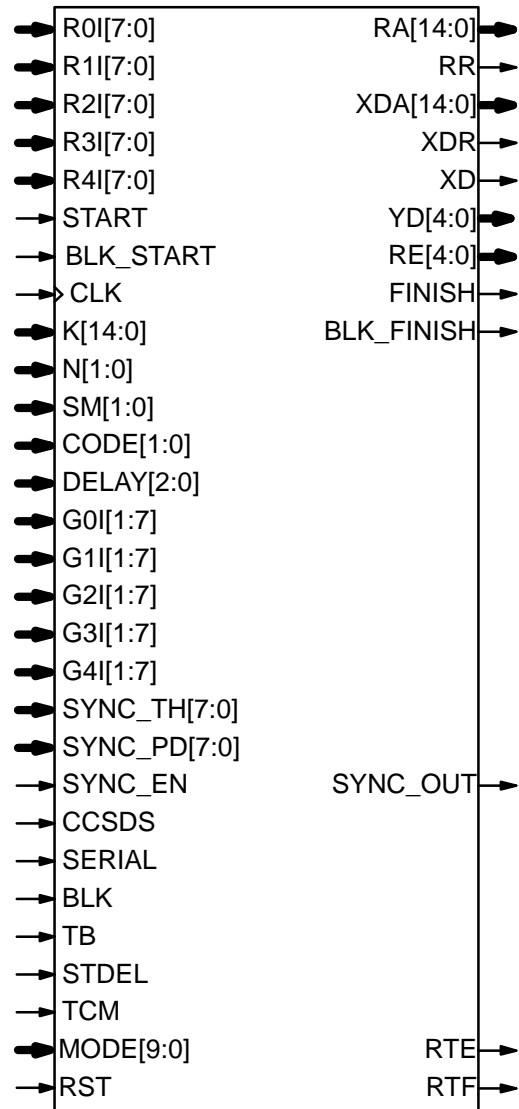 R0I[7:0] RA[14:0]
R1I[7:0] RR
R2I[7:0] XDA[14:0]
R3I[7:0] XDR
R4I[7:0] XD
START YD[4:0]
BLK_START RE[4:0]
CLK FINISH
K[14:0] BLK_FINISH
N[1:0]
SM[1:0]
CODE[1:0]
DELAY[2:0]
G0I[1:7]
G1I[1:7]
G2I[1:7]
G3I[1:7]
G4I[1:7]
SYNC_TH[7:0]
SYNC_PD[7:0]
SYNC_EN SYNC_OUT
CCSDS
SERIAL
BLK
TB
STDEL
TCM
MODE[9:0] RTE
RST RTF